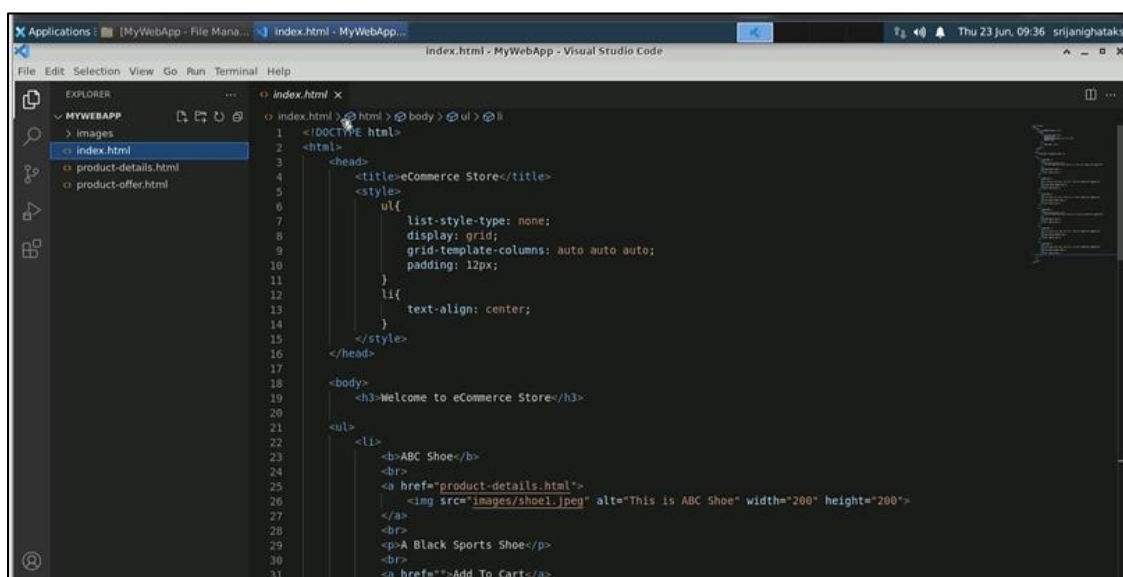 Applications : [MyWebApp - File Mana... index.html - MyWebApp... Thu 23 Jun, 09:36 srijanighataks
index.html - MyWebApp - Visual Studio Code
File Edit Selection View Go Run Terminal Help
EXPLORER ... index.html ×
MYWEBAPP
> images
index.html
product-details.html
product-offer.html
index.html > html > body > ul > li
1 <!DOCTYPE html>
2 <html>
3 <head>
4 <title>eCommerce Store</title>
5 <style>
6 ul{
7 list-style-type: none;
8 display: grid;
9 grid-template-columns: auto auto auto;
10 padding: 12px;
11 }
12 li{
13 text-align: center;
14 }
15 </style>
16 </head>
17
18 <body>
19 <h3>Welcome to eCommerce Store</h3>
20
21 <ul>
22 <li>
23 <b>ABC Shoe</b>
24 <br>
25 <a href="product-details.html">
26 <img src="images/shoe1.jpeg" alt="This is ABC Shoe" width="200" height="200">
27 </a>
28 <br>
29 <p>A Black Sports Shoe</p>
30 <br>
31 <a href="">Add To Cart</a>